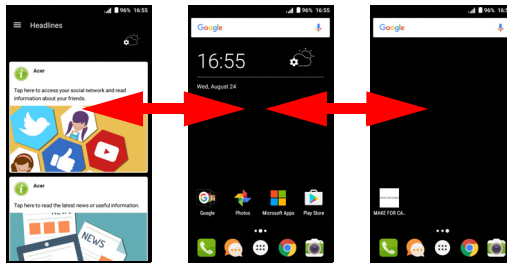 96% 16:55
Headlines
Acer
Tap here to access your social network and read
information about your friends.
Acer
Tap here to read the latest news or useful information.
NEWS
NEWS
96% 16:55
Google
16:55
Wed, August 24
Google
Photos
Microsoft Apps
Play Store
96% 16:55
Google
MAKE FOR CA..